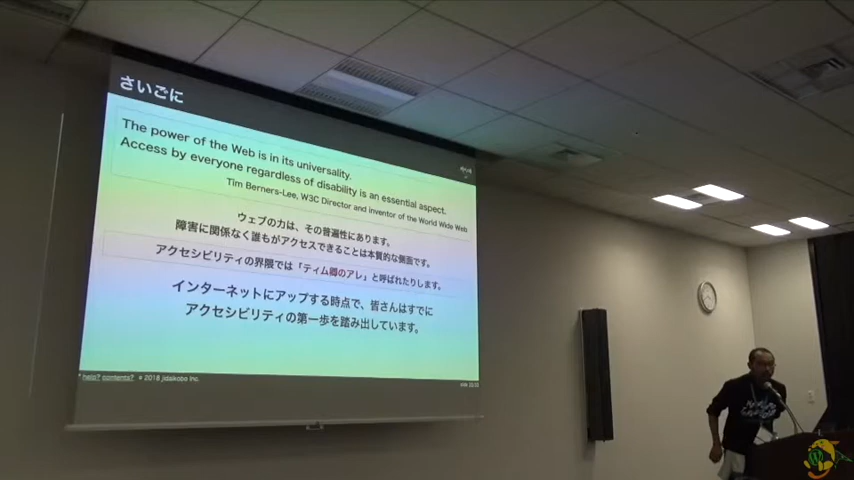 さいごに
The power of the Web is in its universality.
Access by everyone regardless of disability is an essential aspect.
Tim Berners-Lee, W3C Director and inventor of the World Wide Web
ウェブの力は、その普遍性にあります。
障害に関係なく誰もがアクセスできることは本質的な側面です。
アクセシビリティの界隈では「ティム卿のアレ」と呼ばれたりします。
インターネットにアップする時点で、皆さんはすでに
アクセシビリティの第一歩を踏み出しています。
help? contents? © 2018 jidaikobo Inc.